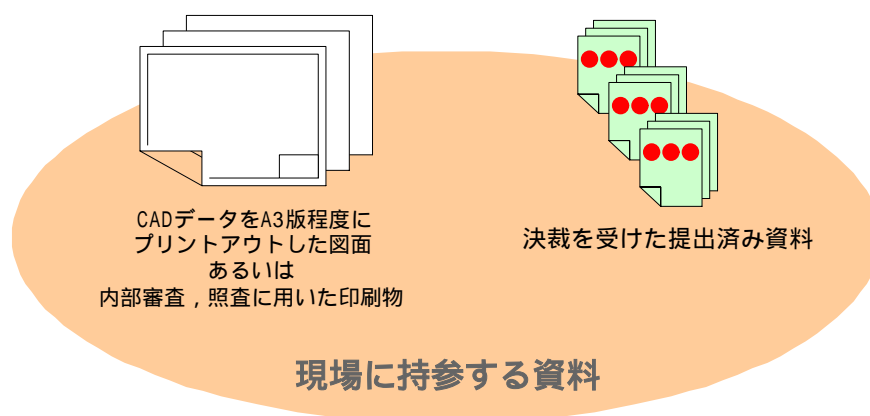 CADデータをA3版程度に
プリントアウトした図面
あるいは
内部審査，照査に用いた印刷物
決裁を受けた提出済み資料
現場に持参する資料